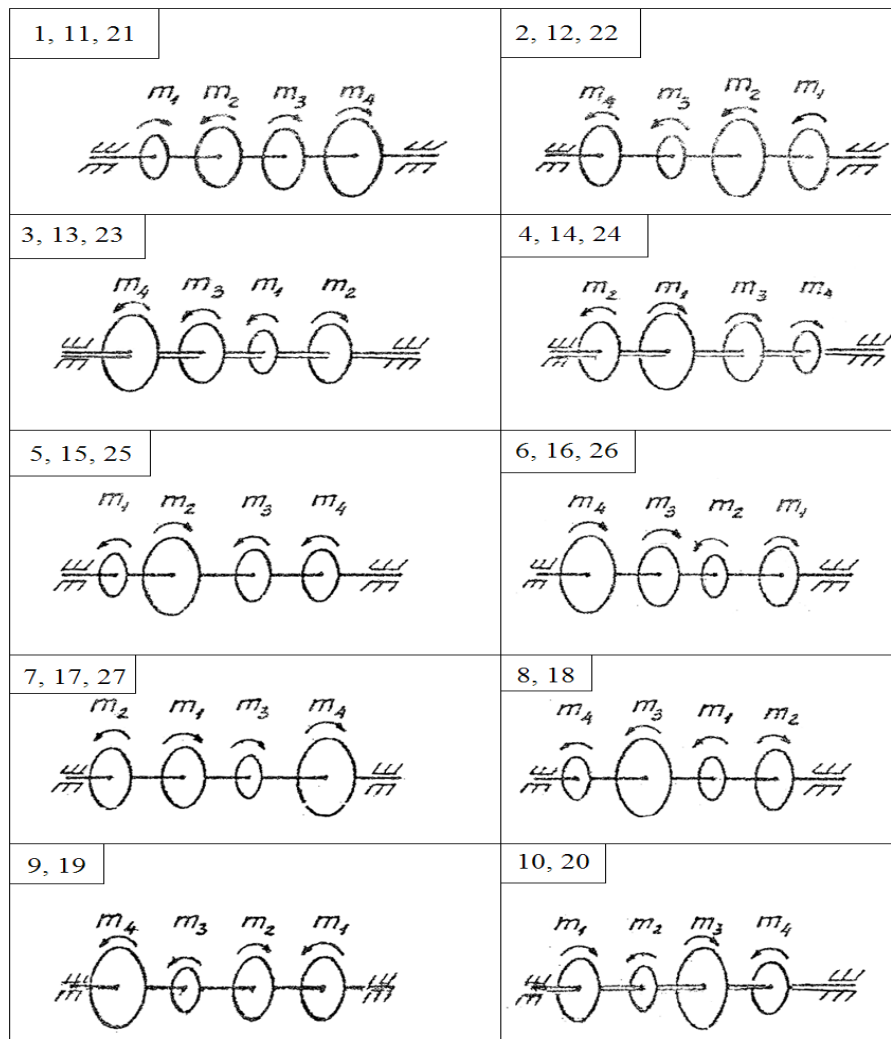 1, 11, 21
m1 m2 m3 m4
2, 12, 22
m4 m3 m2 m1
3, 13, 23
m4 m3 m1 m2
4, 14, 24
m2 m1 m3 m4
5, 15, 25
m1 m2 m3 m4
6, 16, 26
m4 m3 m2 m1
7, 17, 27
m2 m1 m3 m4
8, 18
m4 m3 m1 m2
9, 19
m4 m3 m2 m1
10, 20
m1 m2 m3 m4